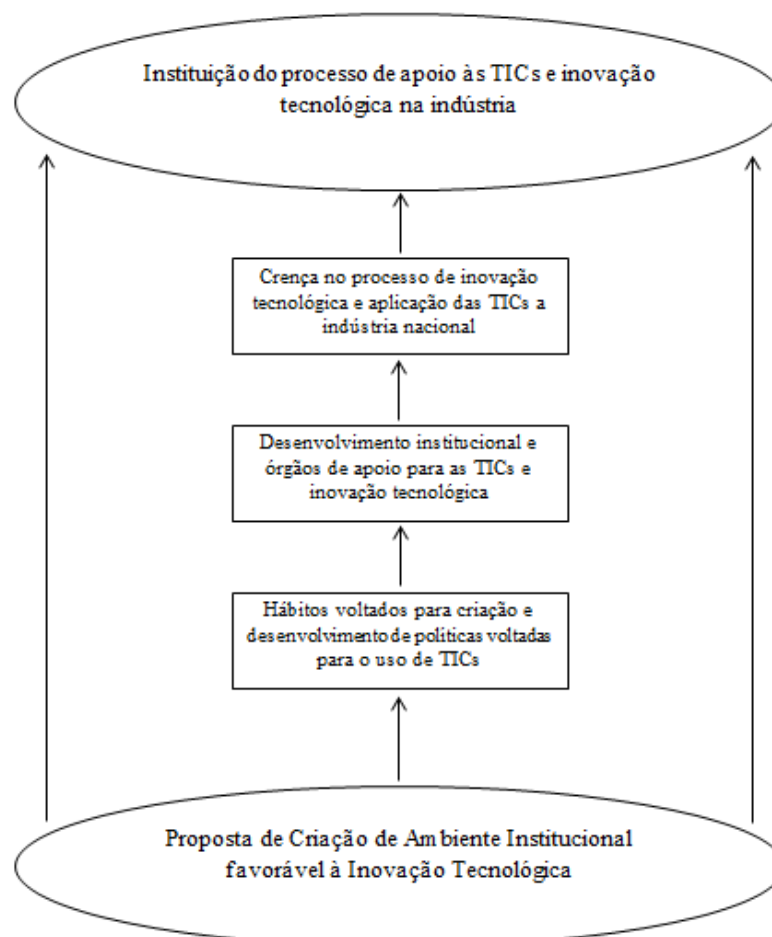 Instituição do processo de apoio às TICs e inovação
tecnológica na indústria
Crença no processo de inovação
tecnológica e aplicação das TICs a
indústria nacional
Desenvolvimento institucional e
órgãos de apoio para as TICs e
inovação tecnológica
Hábitos voltados para criação e
desenvolvimento de políticas voltadas
para o uso de TICs
Proposta de Criação de Ambiente Institucional
favorável à Inovação Tecnológica